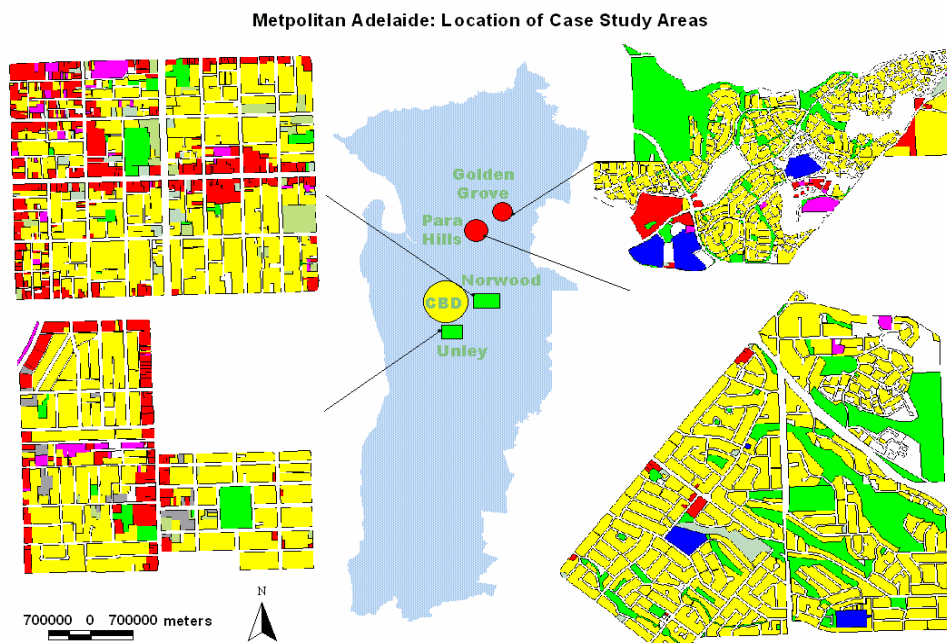 Metpolitan Adelaide: Location of Case Study Areas
Golden
Grove
Para
Hills
Norwood
CBD
Unley
N
700000 0 700000 meters